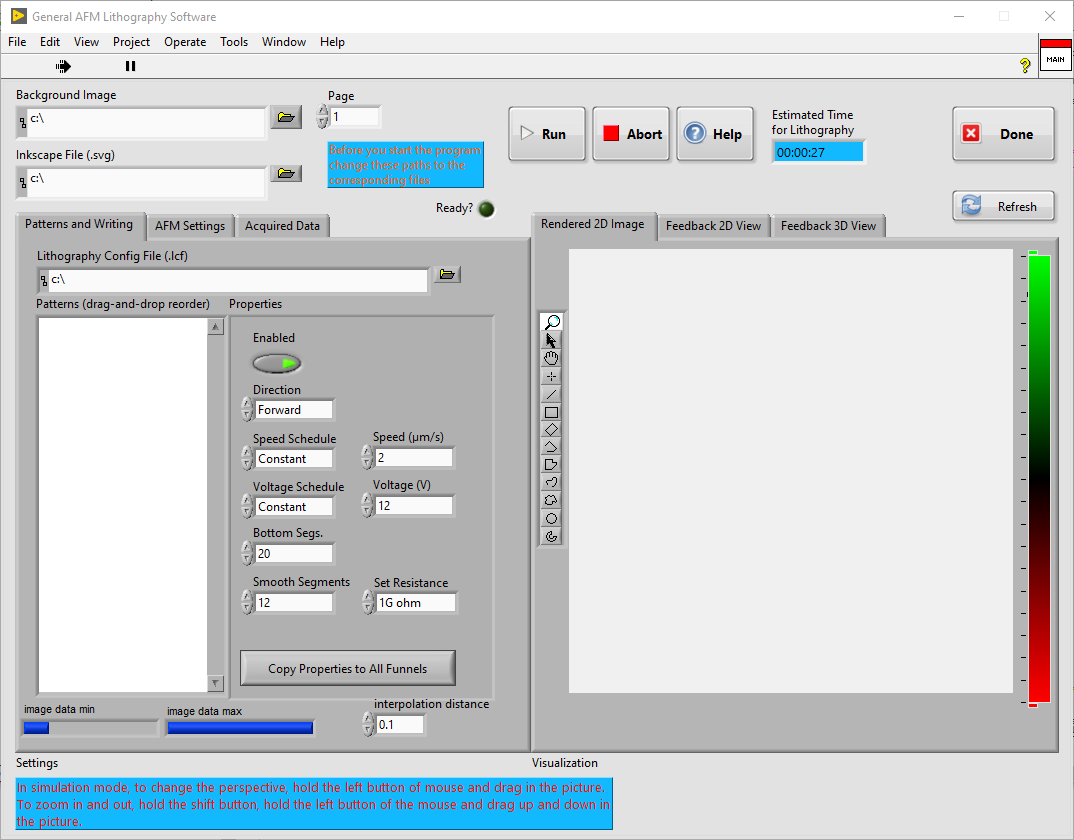 General AFM Lithography Software
File Edit View Project Operate Tools Window Help
MAIN
Background Image
c:\
Page
1
Inkscape File (.svg)
c:\
Before you start the program
change these paths to the
corresponding files
Run
Abort
Help
Estimated Time
for Lithography
00:00:27
Done
Refresh
Ready?
Patterns and Writing
AFM Settings
Acquired Data
Lithography Config File (.lcf)
c:\
Patterns (drag-and-drop reorder)
Properties
Enabled
Direction
Forward
Speed Schedule
Constant
Speed (µm/s)
2
Voltage Schedule
Constant
Voltage (V)
12
Bottom Segs.
20
Smooth Segments
12
Set Resistance
1G ohm
Copy Properties to All Funnels
image data min
image data max
interpolation distance
0.1
Rendered 2D Image
Feedback 2D View
Feedback 3D View
Settings
Visualization
In simulation mode, to change the perspective, hold the left button of mouse and drag in the picture.
To zoom in and out, hold the shift button, hold the left button of the mouse and drag up and down in
the picture.